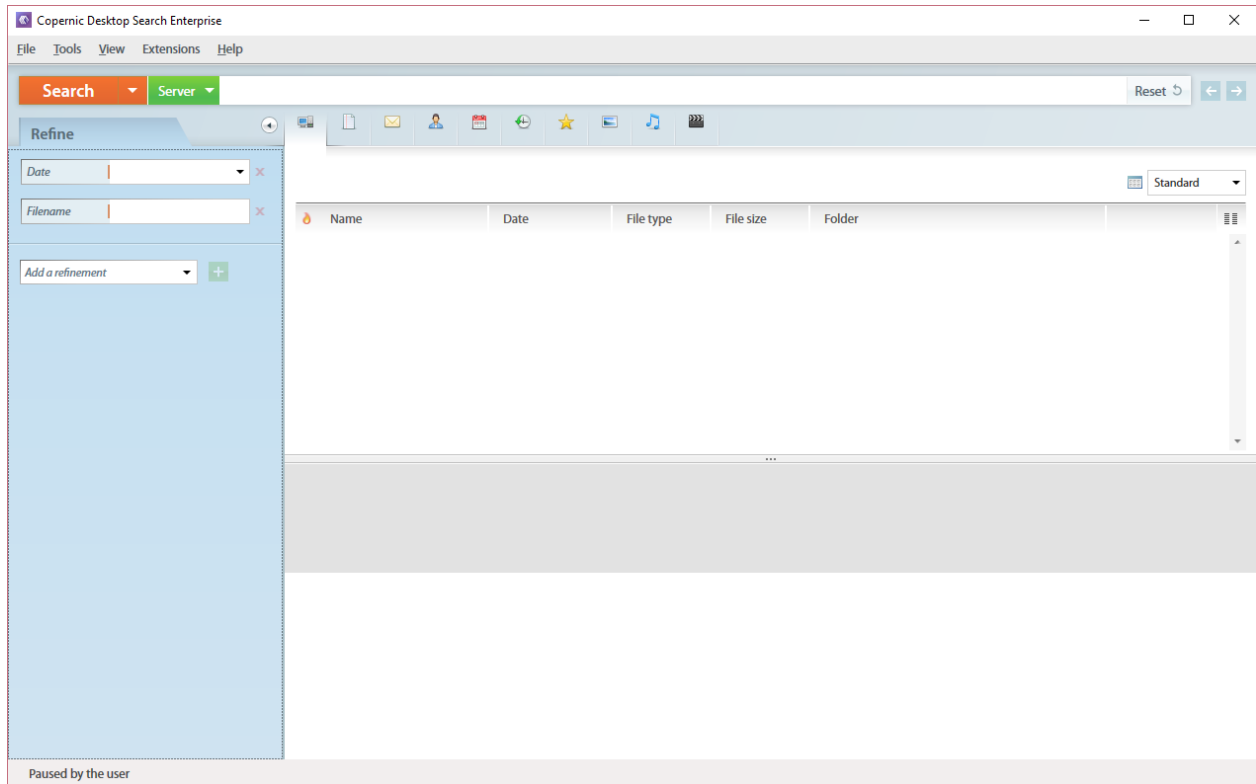 Copernic Desktop Search Enterprise
File Tools View Extensions Help
Search Server Reset
Refine
Date
Standard
Filename
Name Date File type File size Folder
Add a refinement
Paused by the user